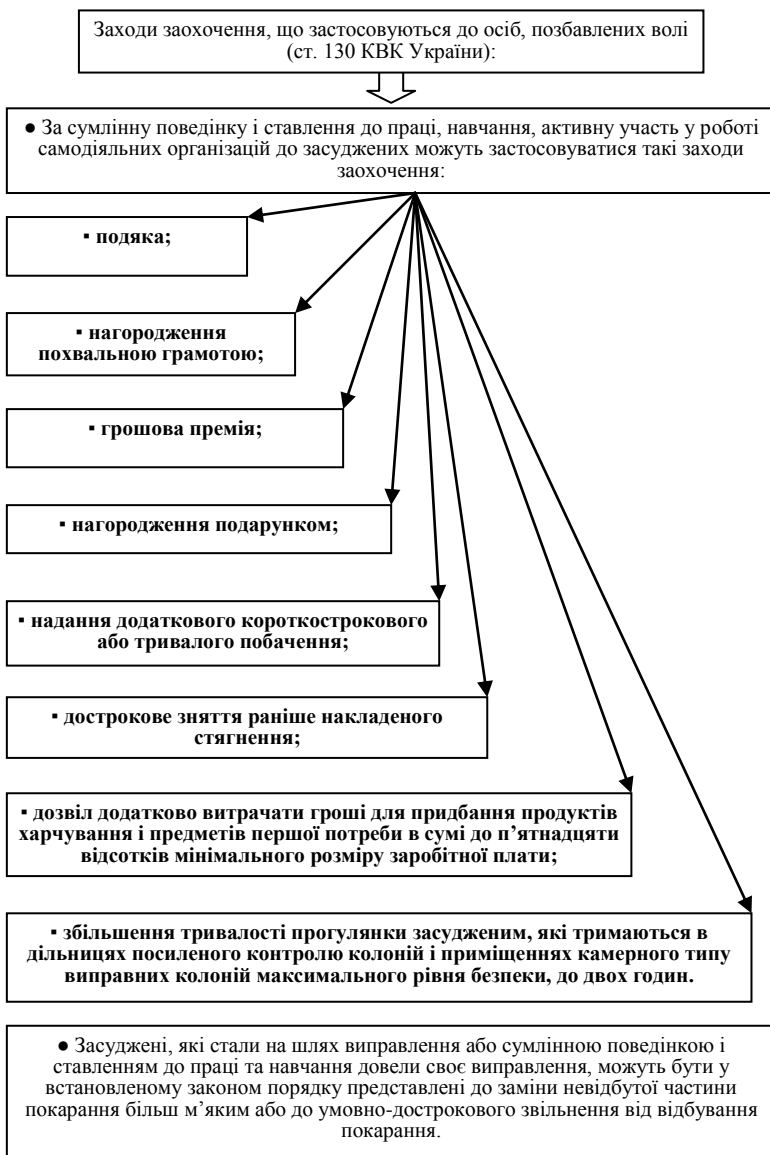 Заходи заохочення, що застосовуються до осіб, позбавлених волі
(ст. 130 КВК України):
● За сумлінну поведінку і ставлення до праці, навчання, активну участь у роботі
самодіяльних організацій до засуджених можуть застосовуватися такі заходи
заохочення:
▪ подяка;
▪ нагородження
похвальною грамотою;
▪ грошова премія;
▪ нагородження подарунком;
▪ надання додаткового короткострокового
або тривалого побачення;
▪ дострокове зняття раніше накладеного
стягнення;
▪ дозвіл додатково витрачати гроші для придбання продуктів
харчування і предметів першої потреби в сумі до п’ятнадцяти
відсотків мінімального розміру заробітної плати;
▪ збільшення тривалості прогулянки засудженим, які тримаються в
дільницях посиленого контролю колоній і приміщеннях камерного типу
виправних колоній максимального рівня безпеки, до двох годин.
● Засуджені, які стали на шлях виправлення або сумлінною поведінкою і
ставленням до праці та навчання довели своє виправлення, можуть бути у
встановленому законом порядку представлені до заміни невідбутої частини
покарання більш м’яким або до умовно-дострокового звільнення від відбування
покарання.